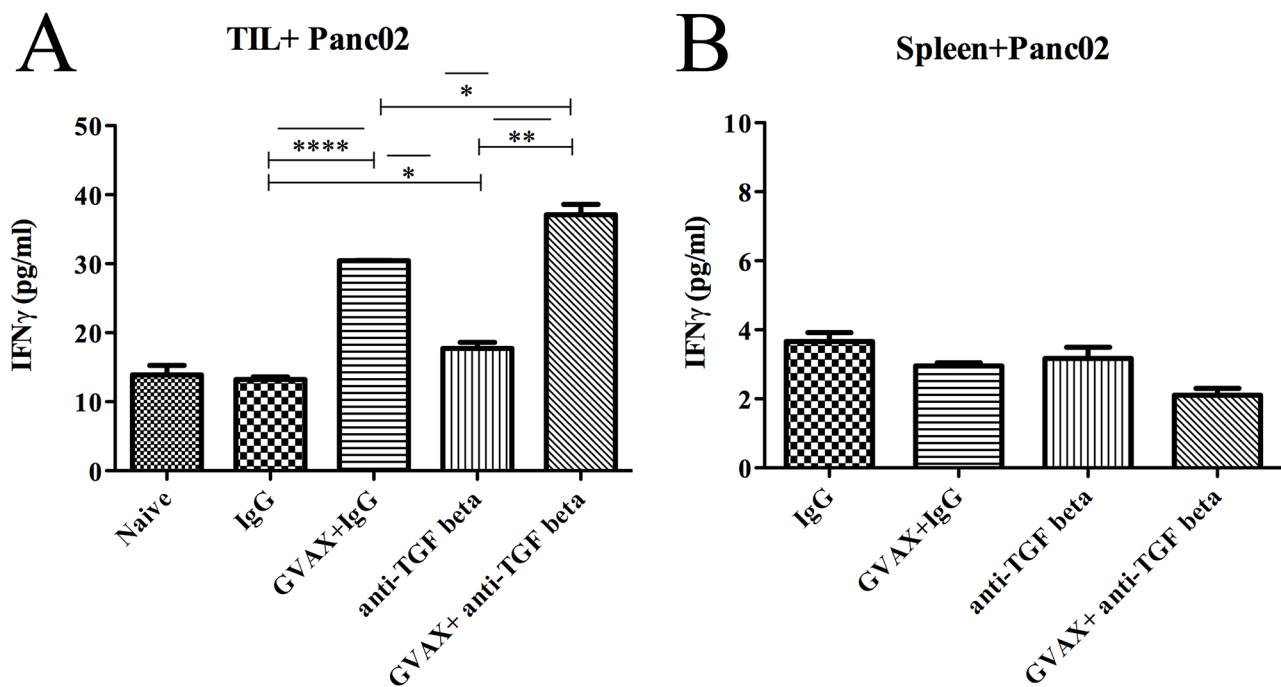 A
TIL+ Panc02
*
****
**
*
50
40
30
20
10
0
IFNγ (pg/ml)
Naive
IgG
GVAX+IgG
anti-TGF beta
GVAX+ anti-TGF beta
B
Spleen+Panc02
10
8
6
4
2
0
IFNγ (pg/ml)
IgG
GVAX+IgG
anti-TGF beta
GVAX+ anti-TGF beta